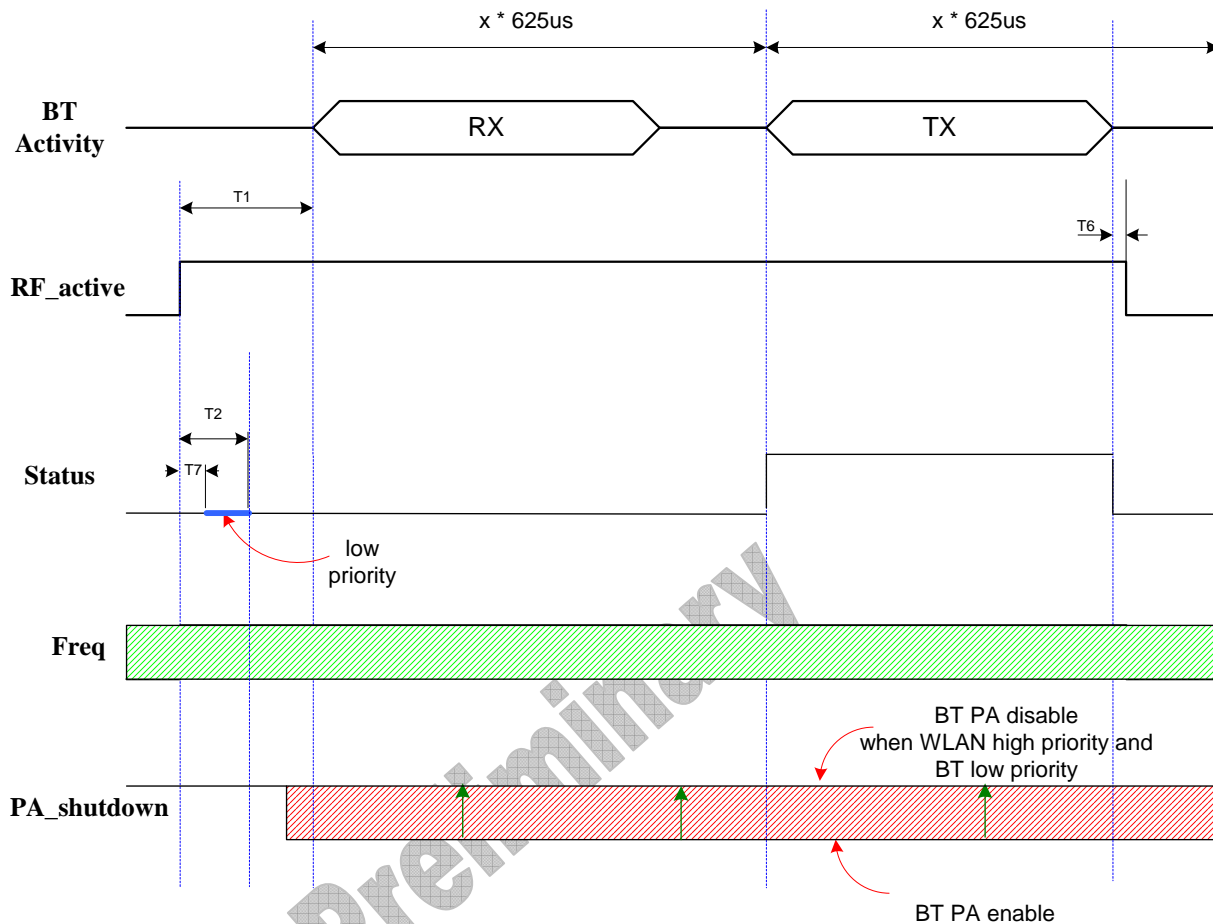 x * 625us
x * 625us
BT
Activity
RX
TX
T1
T6
RF_active
T2
T7
Status
low
priority
Freq
BT PA disable
when WLAN high priority and
BT low priority
PA_shutdown
BT PA enable
Preliminary